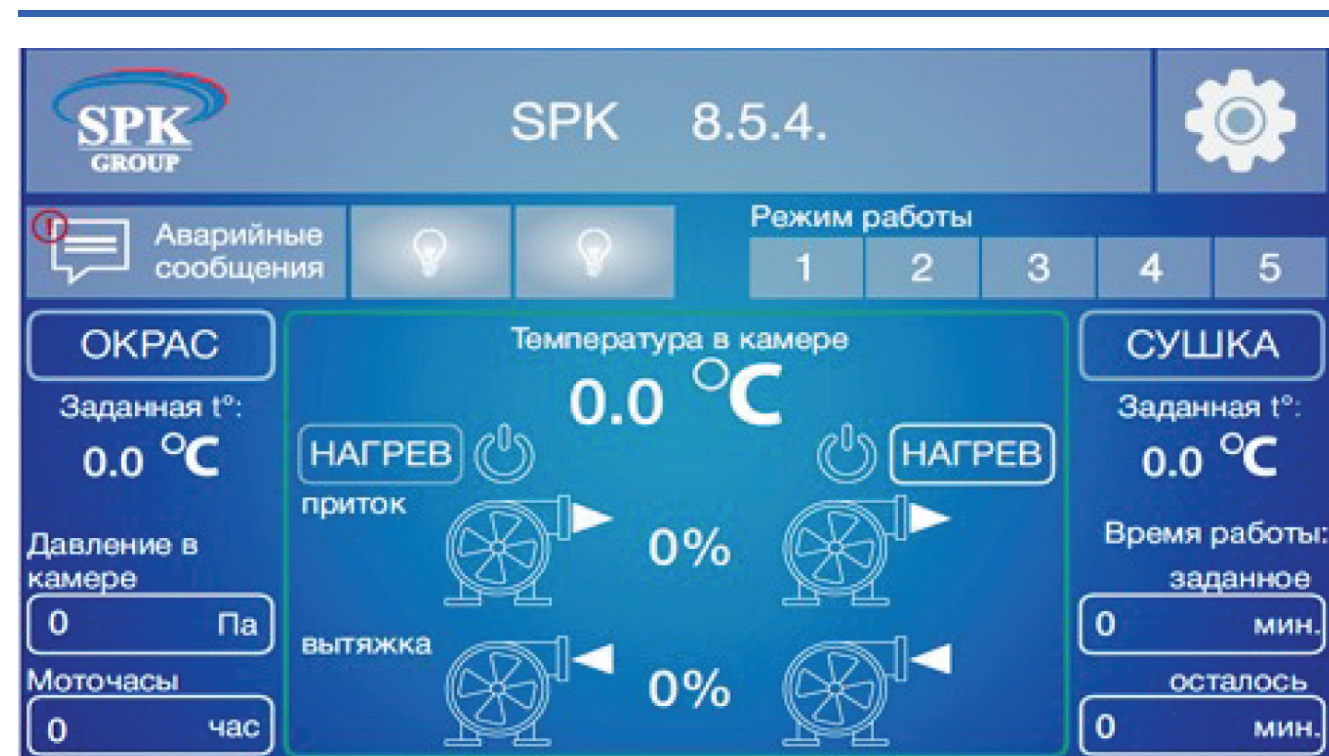 SPK
GROUP
SPK 8.5.4.
Аварийные
сообщения
Режим работы
1 2 3 4 5
ОКРАС
Заданная t°:
0.0 °C
Давление в
камере
0 Па
Моточасы
0 час
Температура в камере
0.0 °C
НАГРЕВ
НАГРЕВ
приток
0%
вытяжка
0%
СУШКА
Заданная t°:
0.0 °C
Время работы:
заданное
0 мин.
осталось
0 мин.